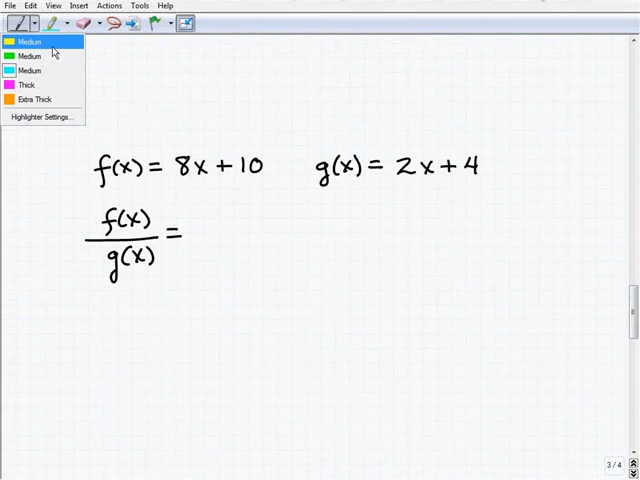 File Edit View Insert Actions Tools Help
Medium
Medium
Medium
Thick
Extra Thick
Highlighter Settings...
f(x) = 8x + 10 g(x) = 2x + 4
f(x)
=
g(x)
3 / 4